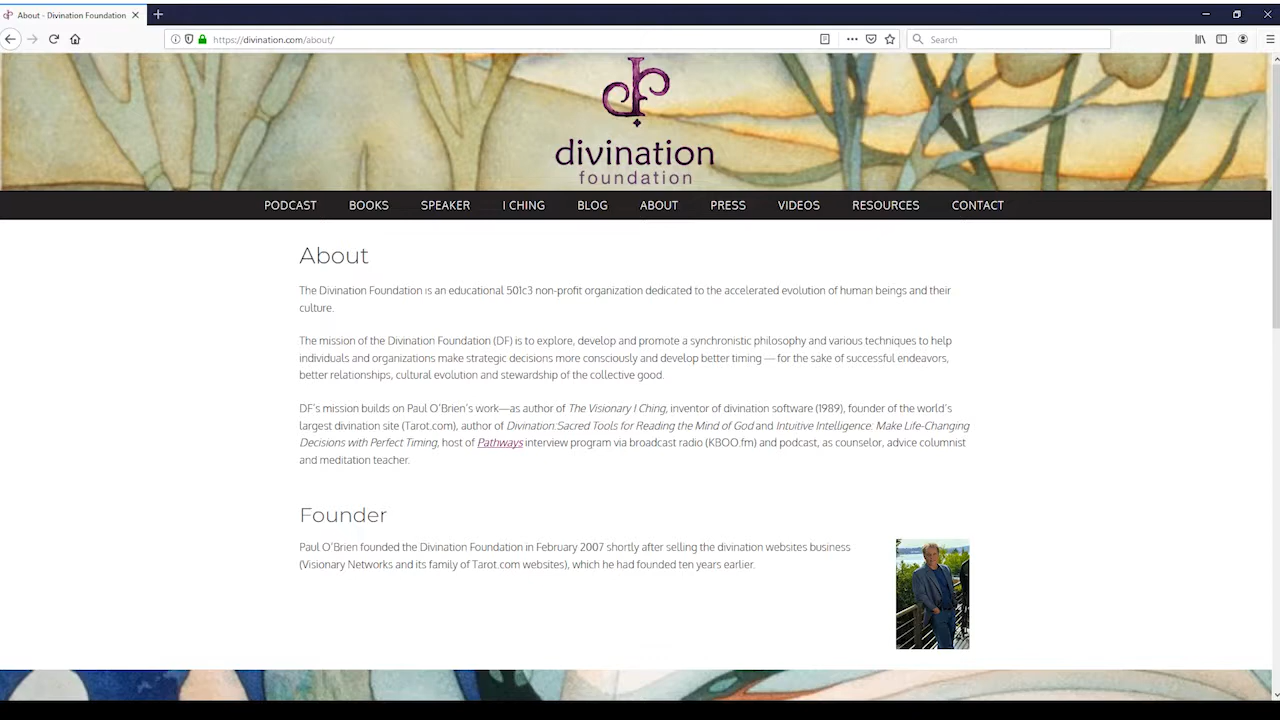 About - Divination Foundation
https://divination.com/about/
Search
divination
foundation
PODCAST BOOKS SPEAKER I CHING BLOG ABOUT PRESS VIDEOS RESOURCES CONTACT
About
The Divination Foundation is an educational 501c3 non-profit organization dedicated to the accelerated evolution of human beings and their
culture.
The mission of the Divination Foundation (DF) is to explore, develop and promote a synchronistic philosophy and various techniques to help
individuals and organizations make strategic decisions more consciously and develop better timing — for the sake of successful endeavors,
better relationships, cultural evolution and stewardship of the collective good.
DF's mission builds on Paul O'Brien's work—as author of The Visionary I Ching, inventor of divination software (1989), founder of the world's
largest divination site (Tarot.com), author of Divination:Sacred Tools for Reading the Mind of God and Intuitive Intelligence: Make Life-Changing
Decisions with Perfect Timing, host of Pathways interview program via broadcast radio (KBOO.fm) and podcast, as counselor, advice columnist
and meditation teacher.
Founder
Paul O'Brien founded the Divination Foundation in February 2007 shortly after selling the divination websites business
(Visionary Networks and its family of Tarot.com websites), which he had founded ten years earlier.